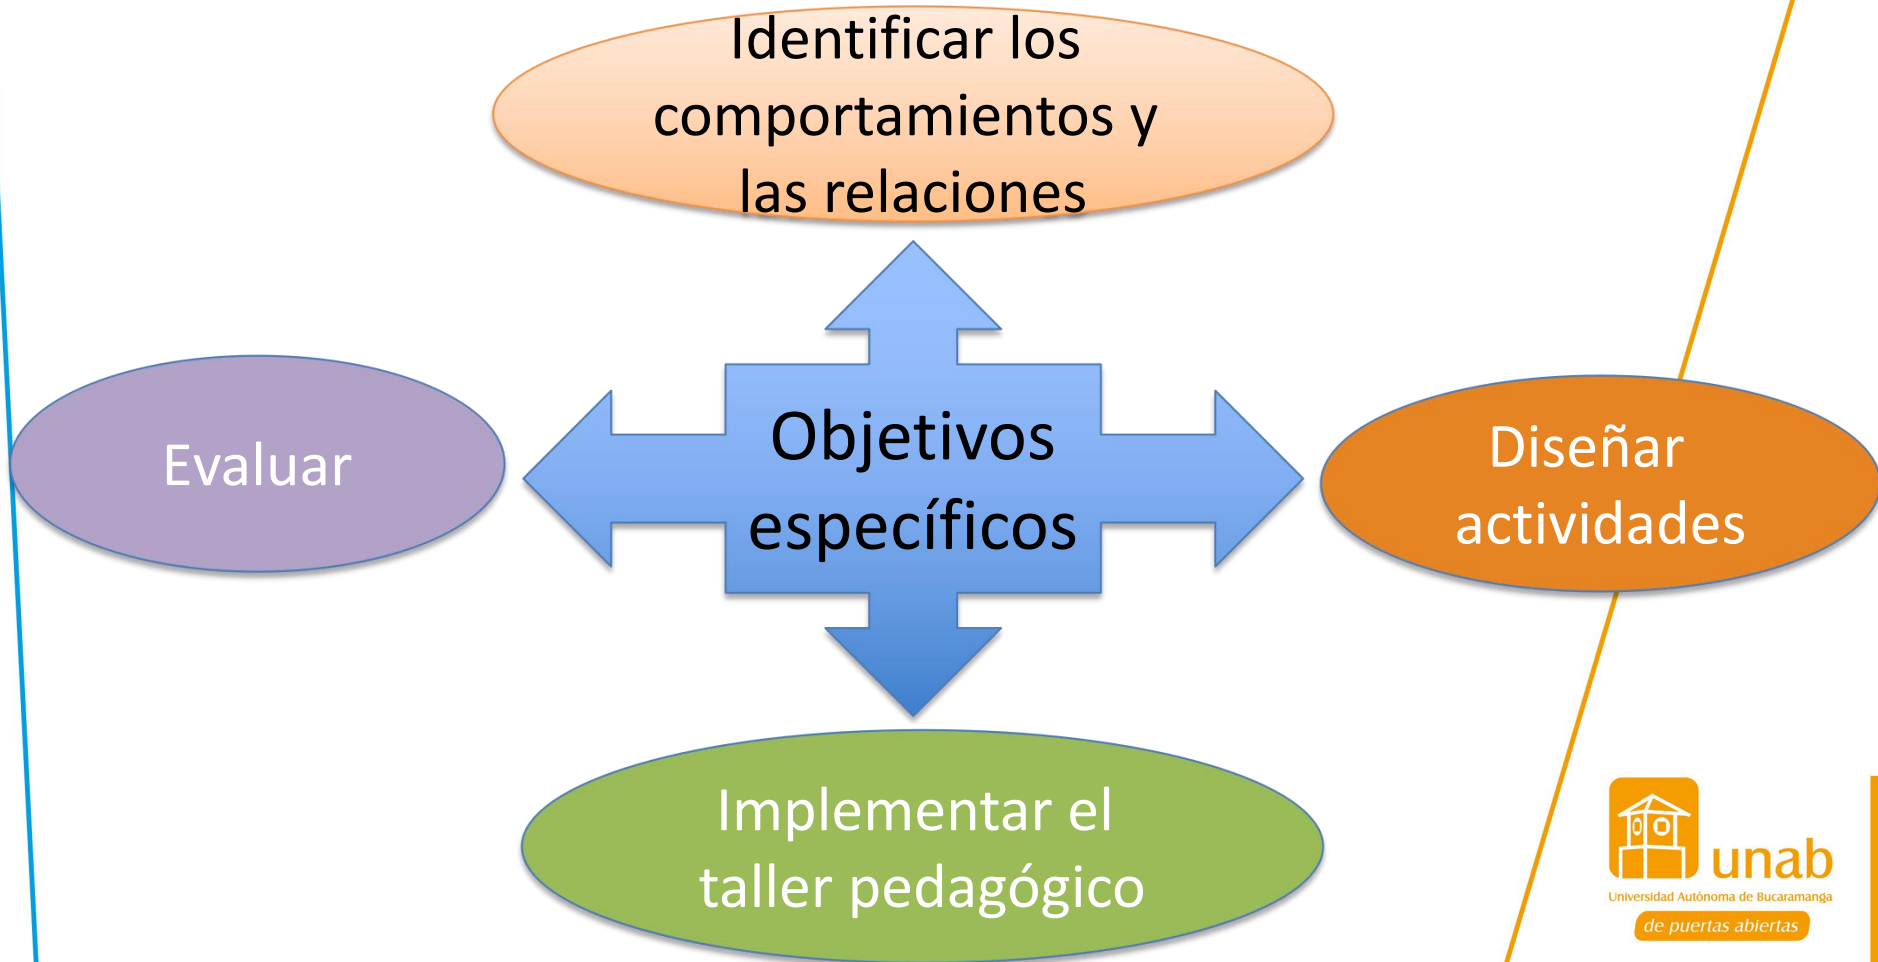 Identificar los
comportamientos y
las relaciones
Evaluar
Objetivos
específicos
Diseñar
actividades
Implementar el
taller pedagógico
unab
Universidad Autónoma de Bucaramanga
de puertas abiertas